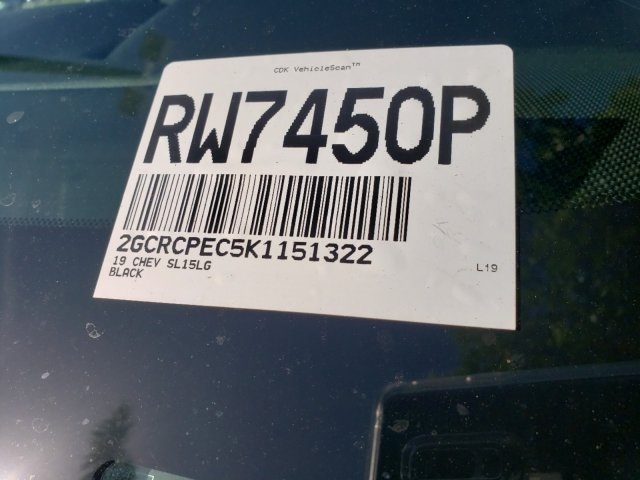 CDK VehicleScan™
RW7450P
2GCRCPEC5K1151322
19 CHEV SL15LG
BLACK
L19